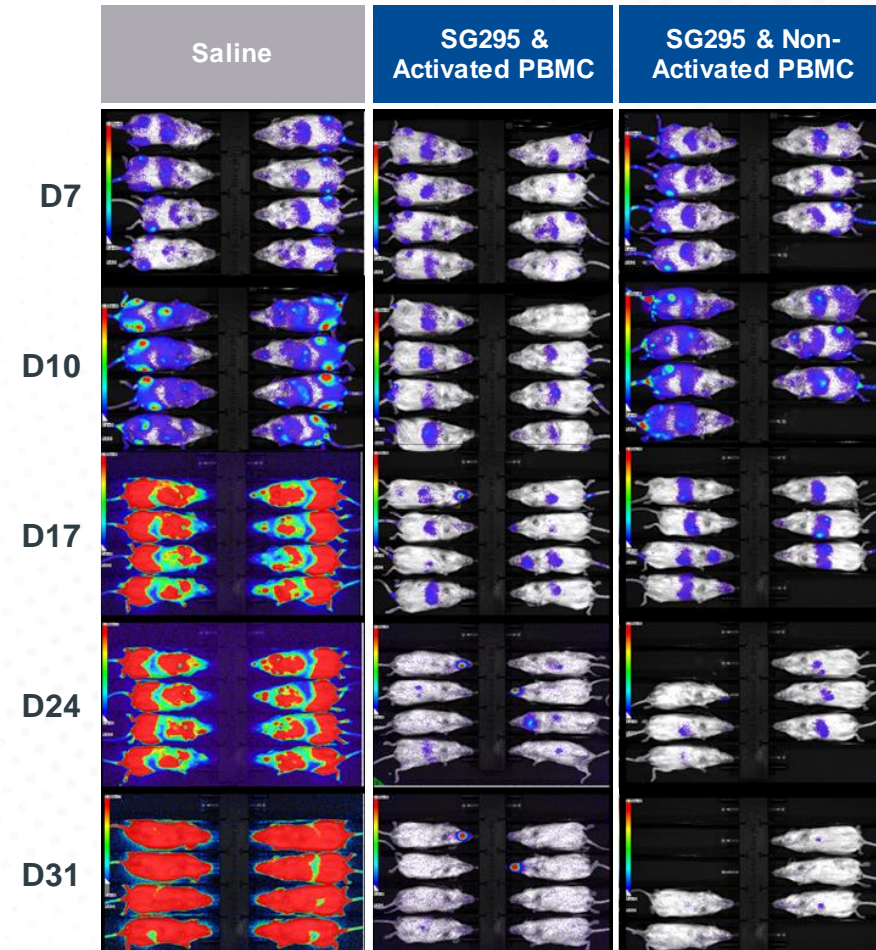 Saline
SG295 &
Activated PBMC
SG295 & Non-
Activated PBMC
D7
D10
D17
D24
D31